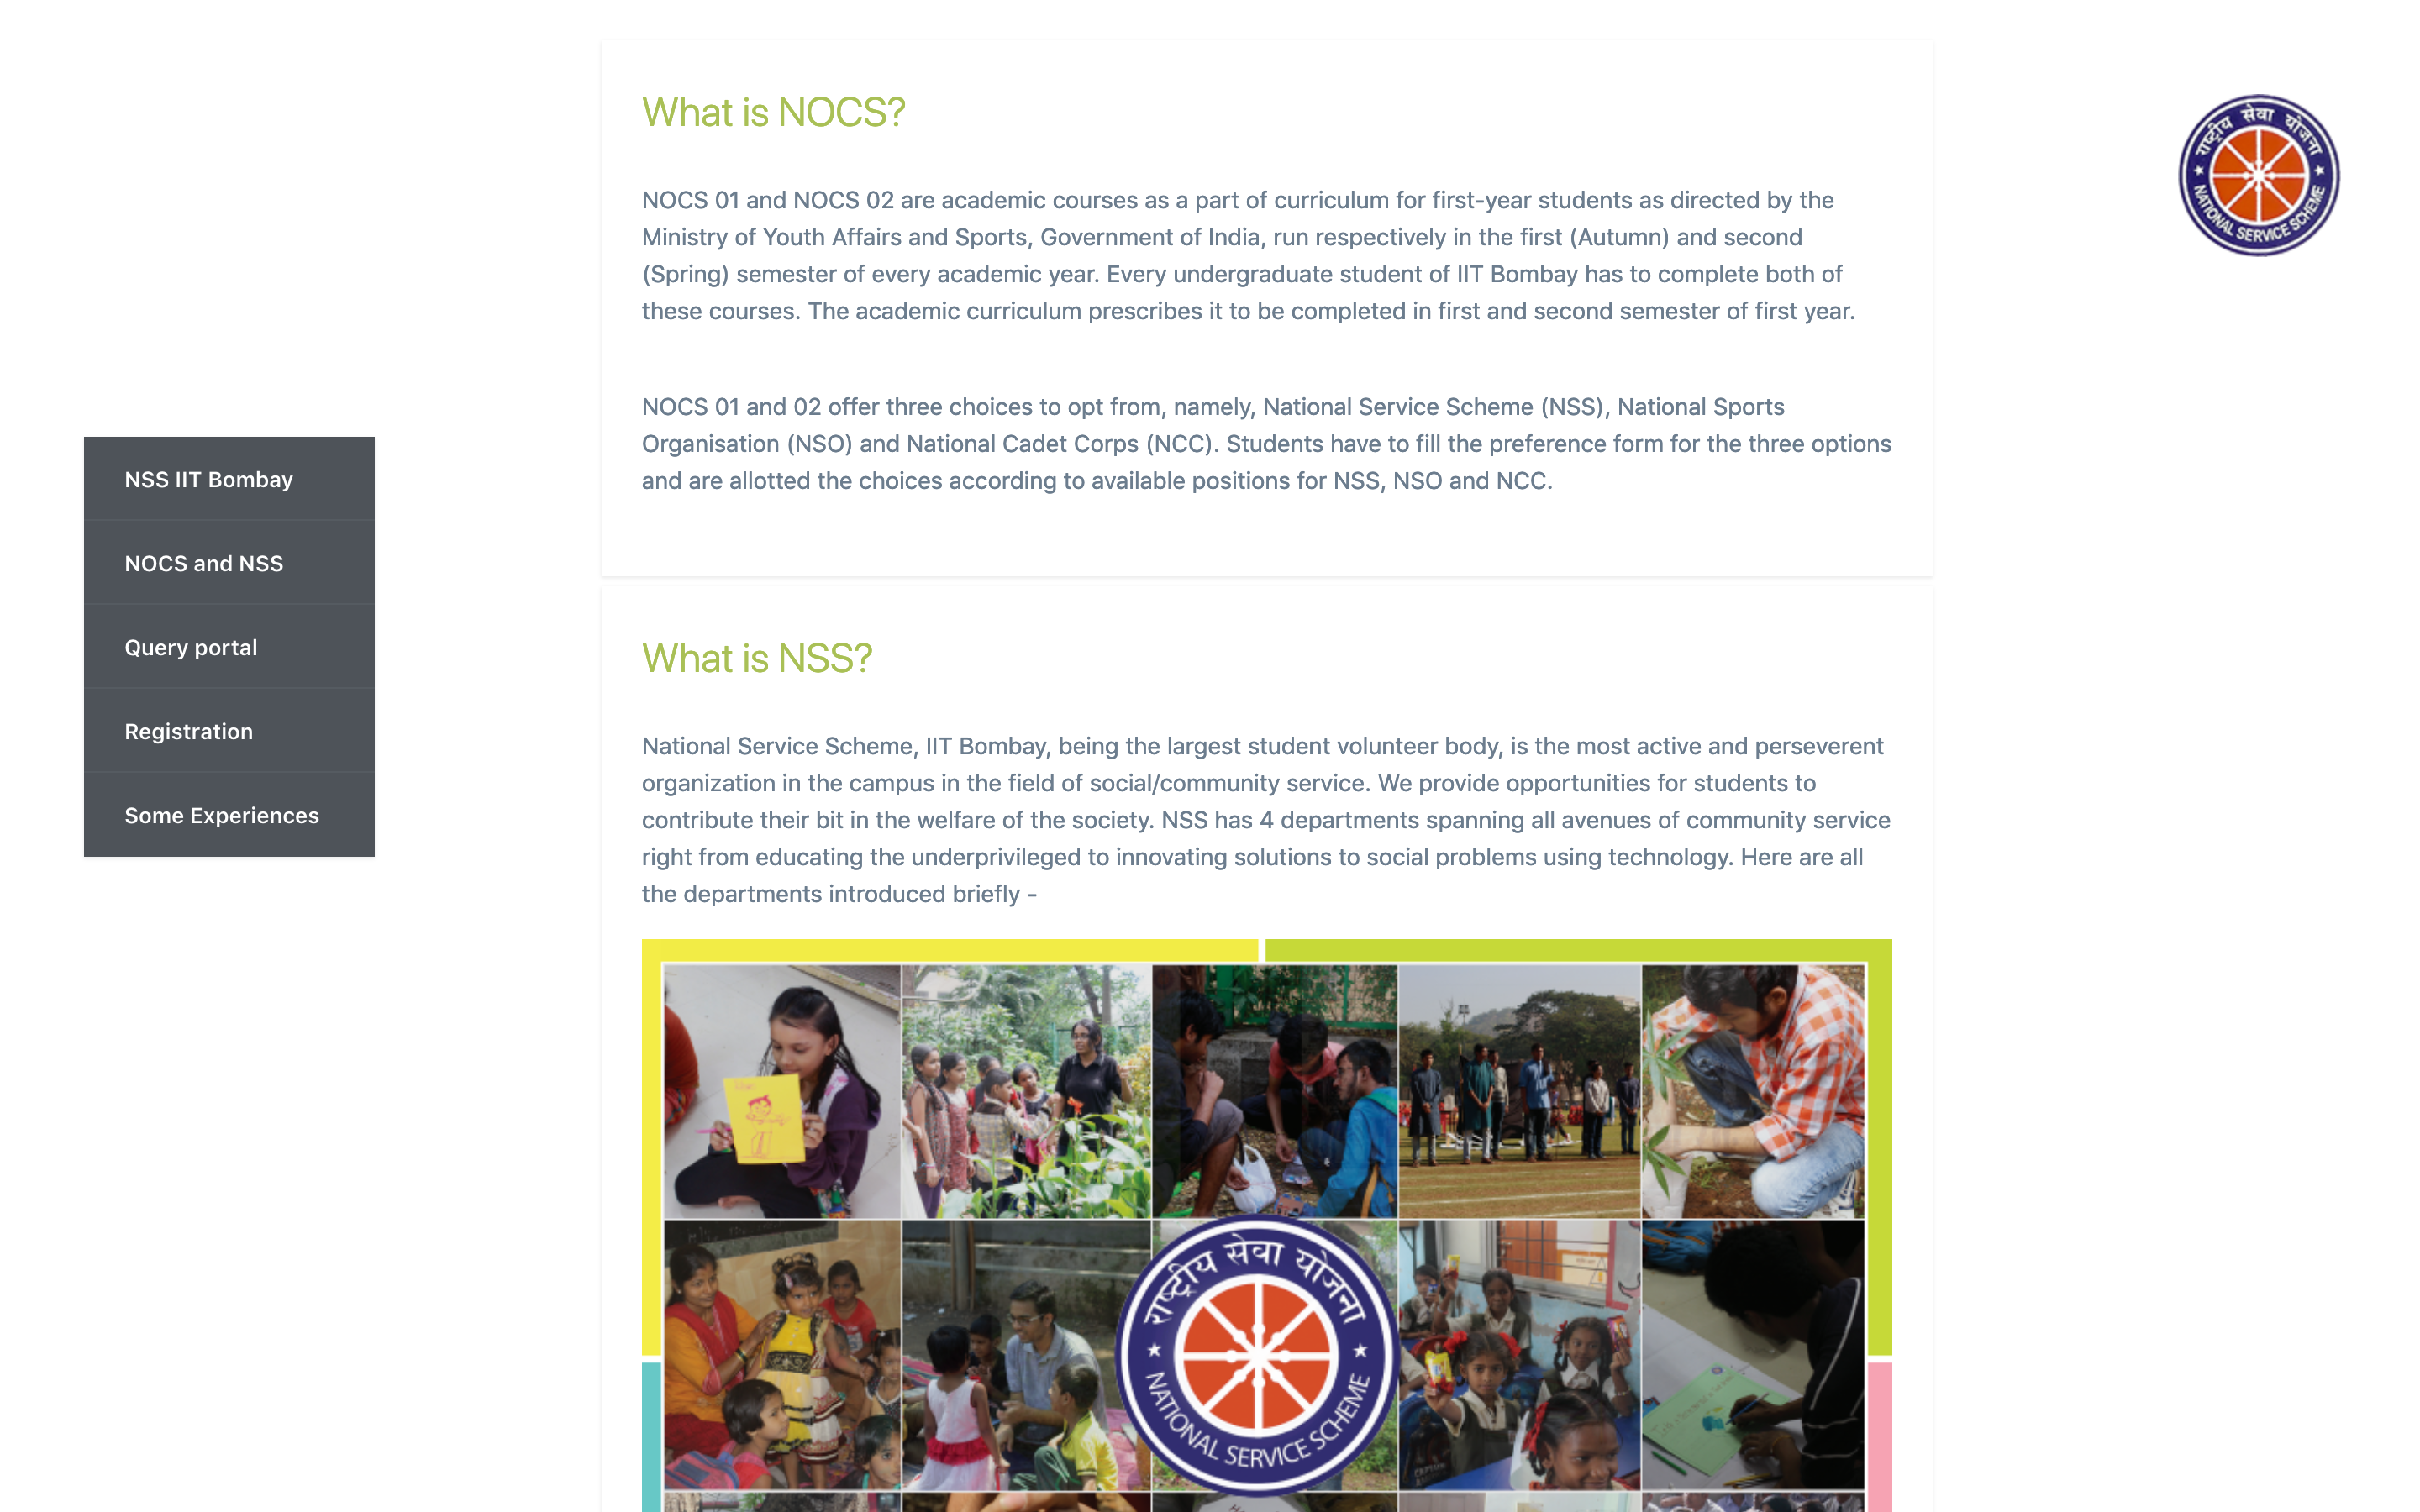 What is NOCS?
राष्ट्रीय सेवा योजना
NATIONAL SERVICE SCHEME
NOCS 01 and NOCS 02 are academic courses as a part of curriculum for first-year students as directed by the
Ministry of Youth Affairs and Sports, Government of India, run respectively in the first (Autumn) and second
(Spring) semester of every academic year. Every undergraduate student of IIT Bombay has to complete both of
these courses. The academic curriculum prescribes it to be completed in first and second semester of first year.
NOCS 01 and 02 offer three choices to opt from, namely, National Service Scheme (NSS), National Sports
Organisation (NSO) and National Cadet Corps (NCC). Students have to fill the preference form for the three options
and are allotted the choices according to available positions for NSS, NSO and NCC.
NSS IIT Bombay
NOCS and NSS
Query portal
Registration
Some Experiences
What is NSS?
National Service Scheme, IIT Bombay, being the largest student volunteer body, is the most active and perseverent
organization in the campus in the field of social/community service. We provide opportunities for students to
contribute their bit in the welfare of the society. NSS has 4 departments spanning all avenues of community service
right from educating the underprivileged to innovating solutions to social problems using technology. Here are all
the departments introduced briefly -
राष्ट्रीय सेवा योजना
NATIONAL SERVICE SCHEME